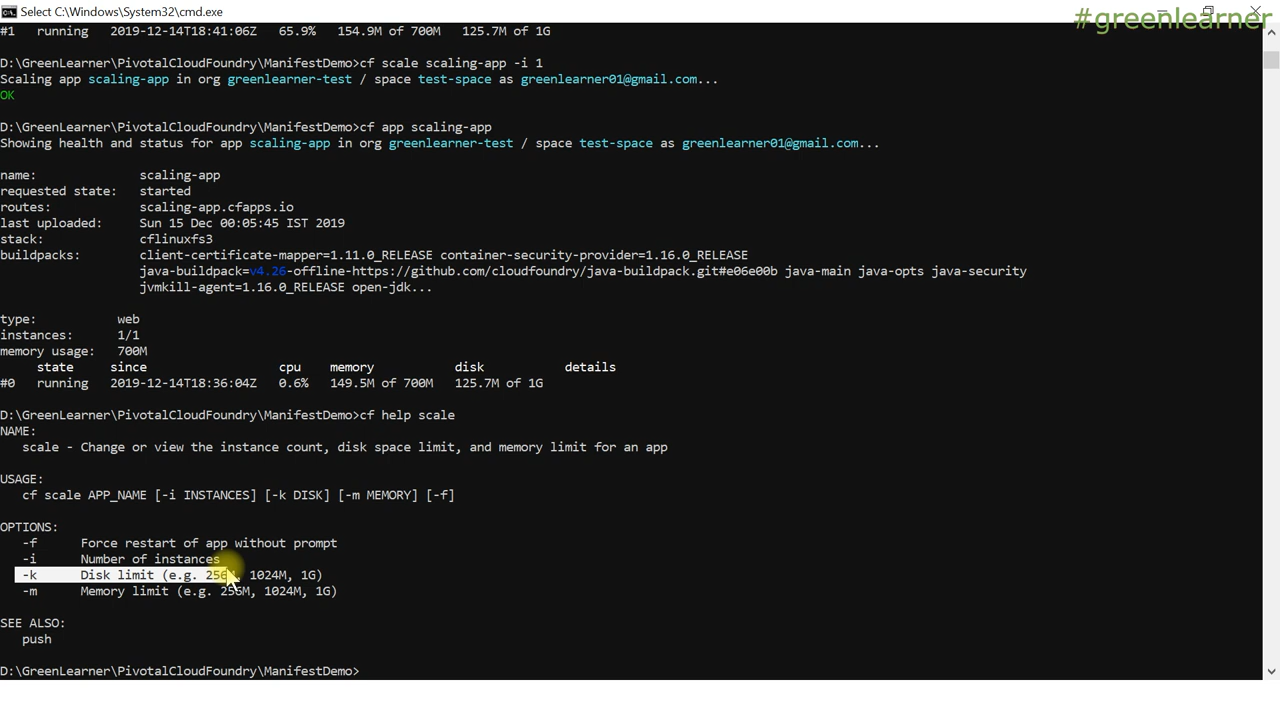 Select C:\Windows\System32\cmd.exe
#greenlearner
#1 running 2019-12-14T18:41:06Z 65.9% 154.9M of 700M 125.7M of 1G
D:\GreenLearner\PivotalCloudFoundry\ManifestDemo>cf scale scaling-app -i 1
Scaling app scaling-app in org greenlearner-test / space test-space as greenlearner01@gmail.com...
OK
D:\GreenLearner\PivotalCloudFoundry\ManifestDemo>cf app scaling-app
Showing health and status for app scaling-app in org greenlearner-test / space test-space as greenlearner01@gmail.com...
name: scaling-app
requested state: started
routes: scaling-app.cfapps.io
last uploaded: Sun 15 Dec 00:05:45 IST 2019
stack: cflinuxfs3
buildpacks: client-certificate-mapper=1.11.0_RELEASE container-security-provider=1.16.0_RELEASE
java-buildpack=v4.26-offline-https://github.com/cloudfoundry/java-buildpack.git#e06e00b java-main java-opts java-security
jvmkill-agent=1.16.0_RELEASE open-jdk...
type: web
instances: 1/1
memory usage: 700M
state since cpu memory disk details
#0 running 2019-12-14T18:36:04Z 0.6% 149.5M of 700M 125.7M of 1G
D:\GreenLearner\PivotalCloudFoundry\ManifestDemo>cf help scale
NAME:
scale - Change or view the instance count, disk space limit, and memory limit for an app
USAGE:
cf scale APP_NAME [-i INSTANCES] [-k DISK] [-m MEMORY] [-f]
OPTIONS:
-f Force restart of app without prompt
-i Number of instances
-k Disk limit (e.g. 256M, 1024M, 1G)
-m Memory limit (e.g. 256M, 1024M, 1G)
SEE ALSO:
push
D:\GreenLearner\PivotalCloudFoundry\ManifestDemo>